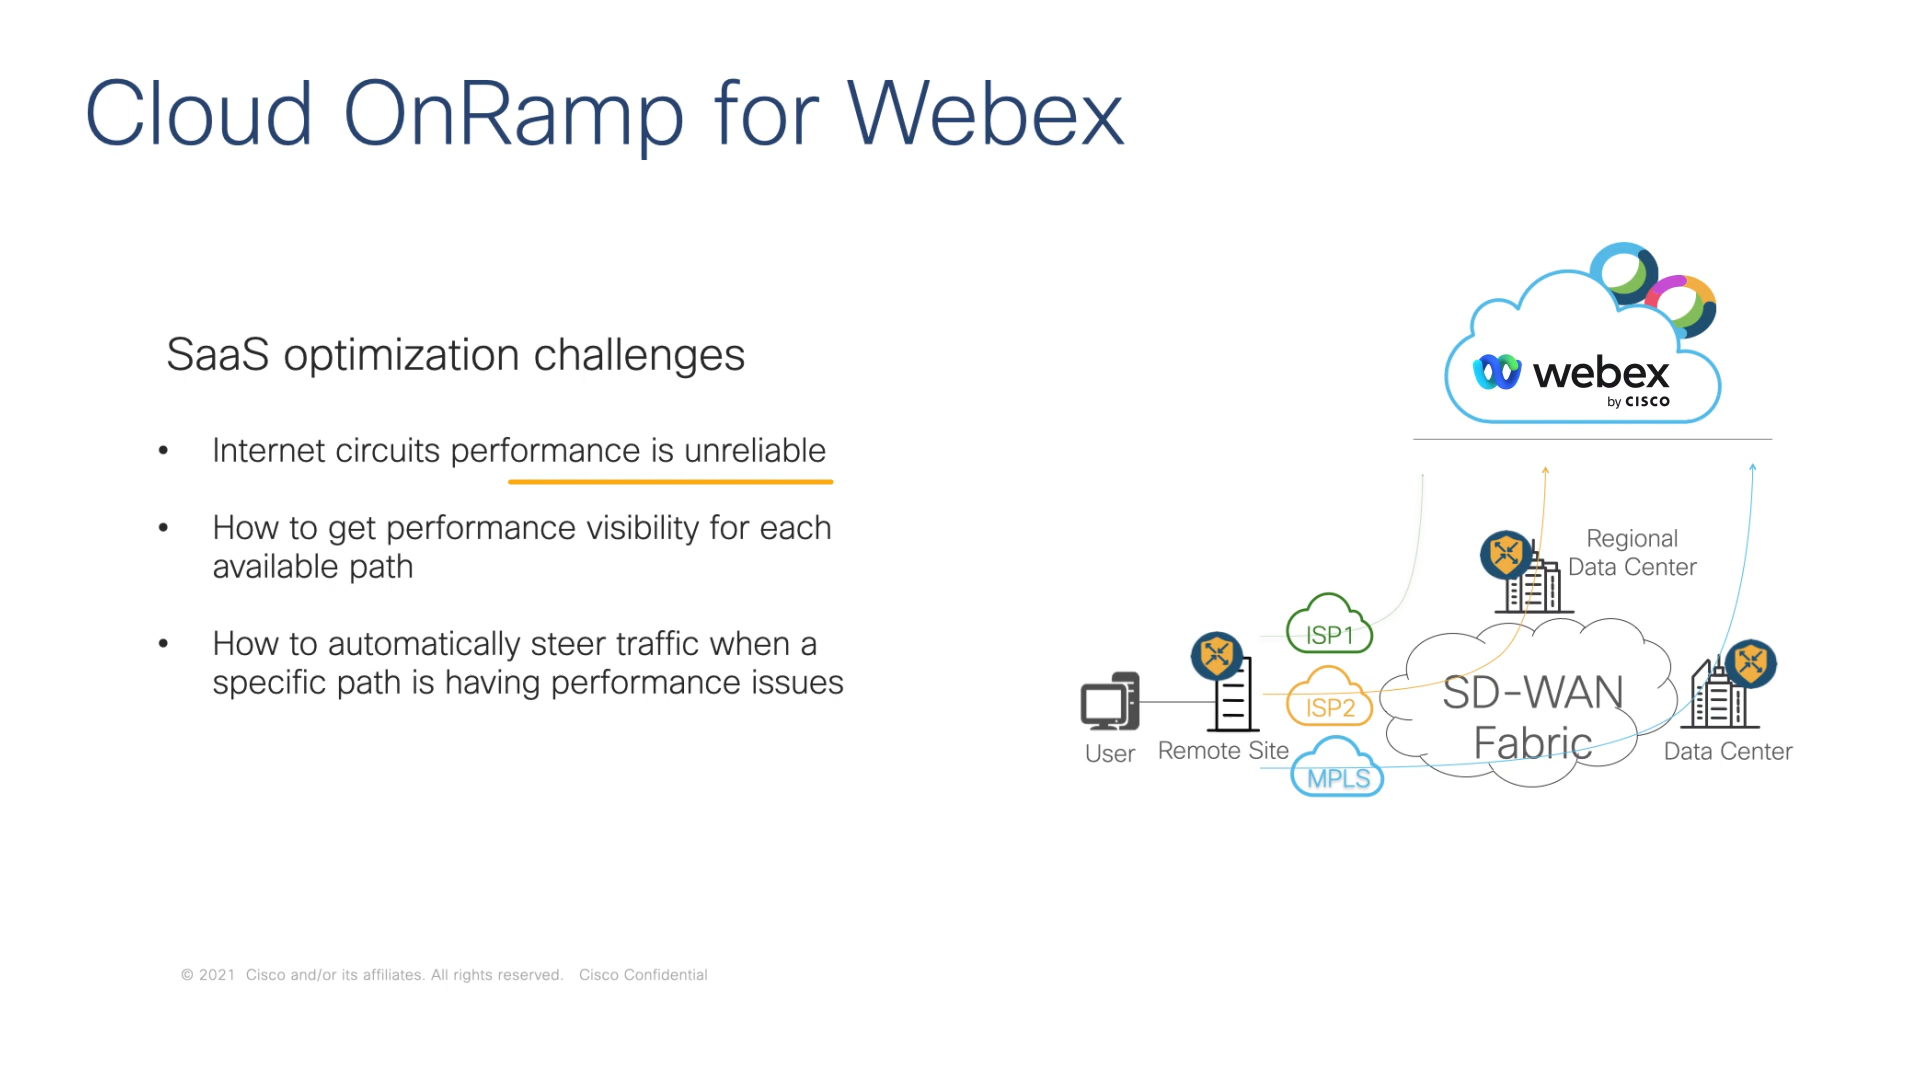 Cloud OnRamp for Webex
SaaS optimization challenges
• Internet circuits performance is unreliable
• How to get performance visibility for each
available path
• How to automatically steer traffic when a
specific path is having performance issues
webex
by CISCO
Regional
Data Center
ISP1
ISP2
MPLS
SD-WAN
Fabric
User
Remote Site
Data Center
© 2021 Cisco and/or its affiliates. All rights reserved. Cisco Confidential